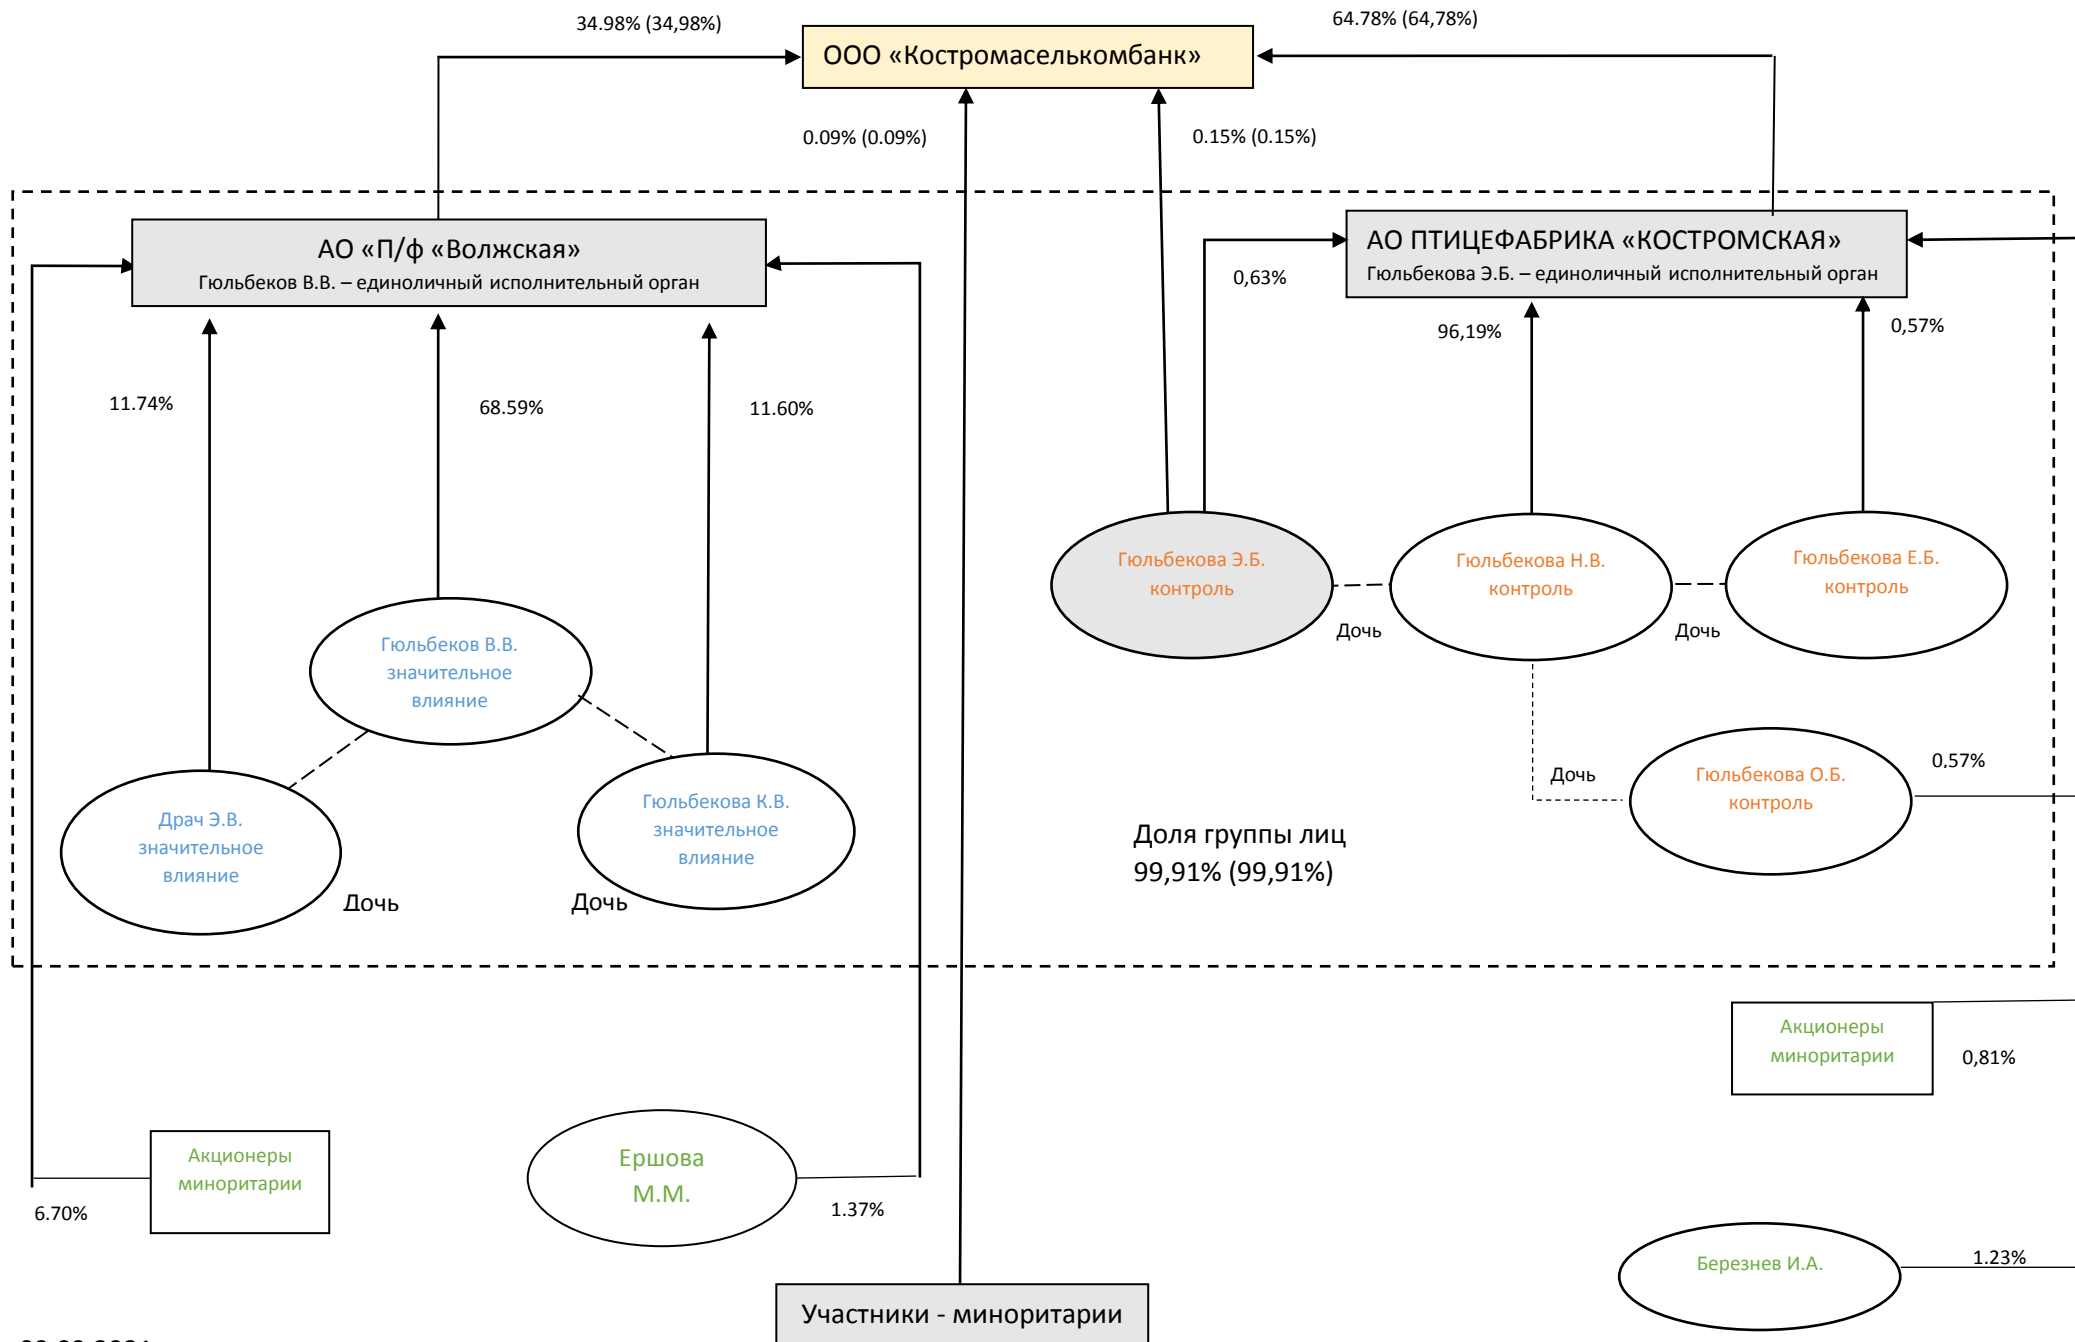 34.98% (34,98%)
64.78% (64,78%)
ООО «Костромаселькомбанк»
0.09% (0.09%)
0.15% (0.15%)
АО «П/ф «Волжская»
Гюльбеков В.В. – единоличный исполнительный орган
АО ПТИЦЕФАБРИКА «КОСТРОМСКАЯ»
Гюльбекова Э.Б. – единоличный исполнительный орган
0,63%
96,19%
0,57%
11.74%
68.59%
11.60%
Гюльбекова Э.Б.
контроль
Гюльбекова Н.В.
контроль
Гюльбекова Е.Б.
контроль
Дочь
Дочь
Гюльбеков В.В.
значительное
влияние
Драч Э.В.
значительное
влияние
Гюльбекова К.В.
значительное
влияние
Дочь
Дочь
Дочь
Гюльбекова О.Б.
контроль
0,57%
Доля группы лиц
99,91% (99,91%)
Акционеры
миноритарии
0,81%
Акционеры
миноритарии
6.70%
Ершова
М.М.
1.37%
Березнев И.А.
1.23%
Участники - миноритарии